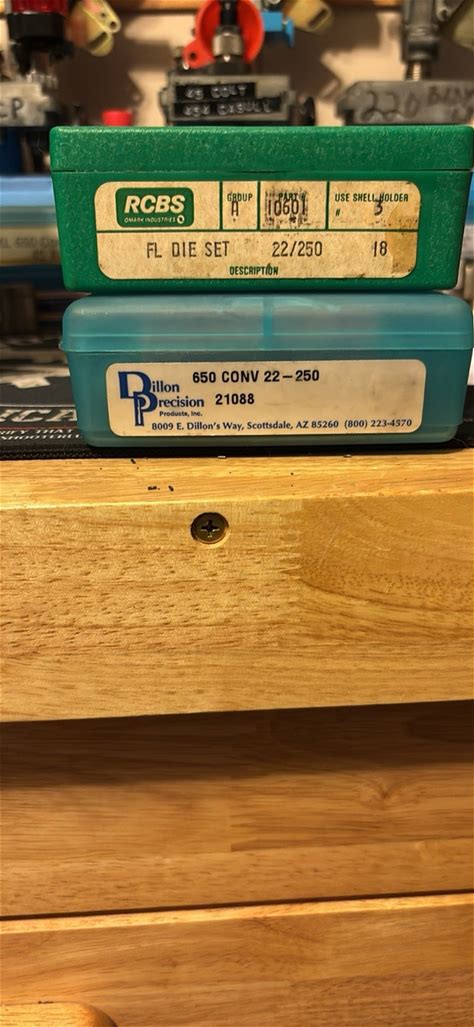 45 COLT
454 CASULL
RCBS
OMARK INDUSTRIES
GROUP
A
PART #
10601
USE SHELL HOLDER
# 3
FL DIE SET 22/250 18
DESCRIPTION
Dillon
Precision
Products, Inc.
650 CONV 22-250
21088
8009 E. Dillon's Way, Scottsdale, AZ 85260 (800) 223-4570